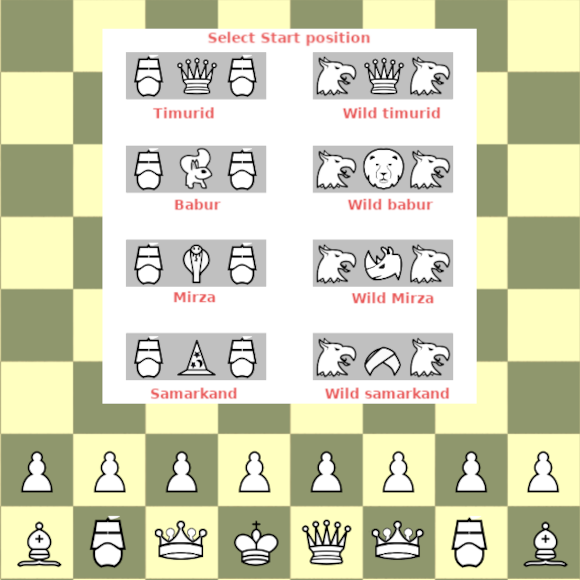 Select Start position
Timurid
Wild timurid
Babur
Wild babur
Mirza
Wild Mirza
Samarkand
Wild samarkand